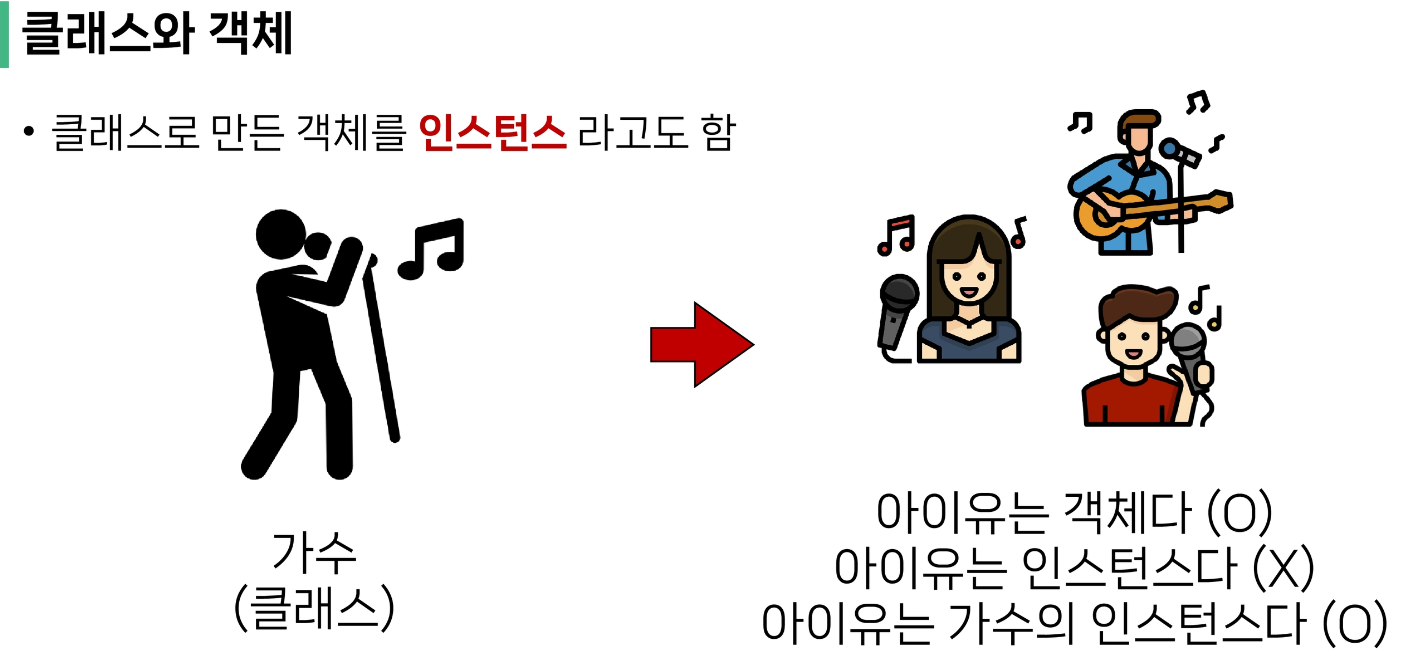 클래스와 객체
• 클래스로 만든 객체를 인스턴스 라고도 함
가수
(클래스)
아이유는 객체다 (O)
아이유는 인스턴스다 (X)
아이유는 가수의 인스턴스다 (O)